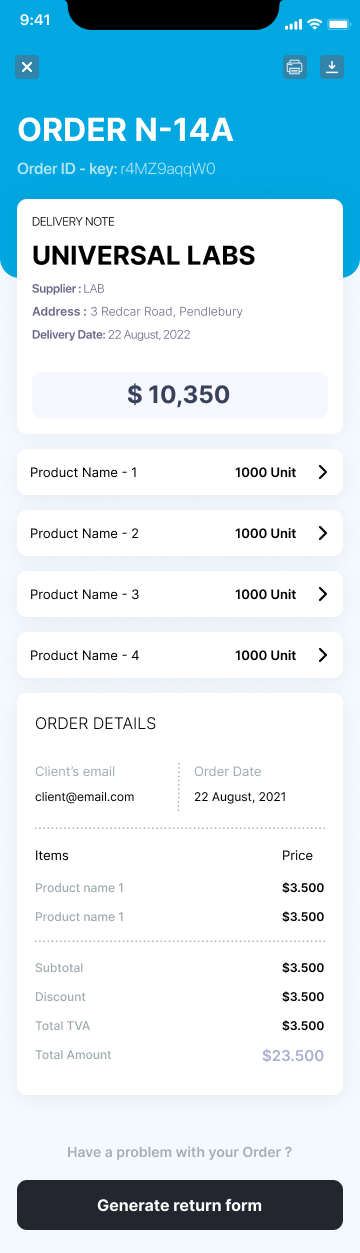 9:41
ORDER N-14A
Order ID - key: r4MZ9aqqW0
DELIVERY NOTE
UNIVERSAL LABS
Supplier : LAB
Address : 3 Redcar Road, Pendlebury
Delivery Date: 22 August, 2022
$ 10,350
Product Name - 1 1000 Unit
Product Name - 2 1000 Unit
Product Name - 3 1000 Unit
Product Name - 4 1000 Unit
ORDER DETAILS
Client's email Order Date
client@email.com 22 August, 2021
Items Price
Product name 1 $3.500
Product name 1 $3.500
Subtotal $3.500
Discount $3.500
Total TVA $3.500
Total Amount $23.500
Have a problem with your Order ?
Generate return form